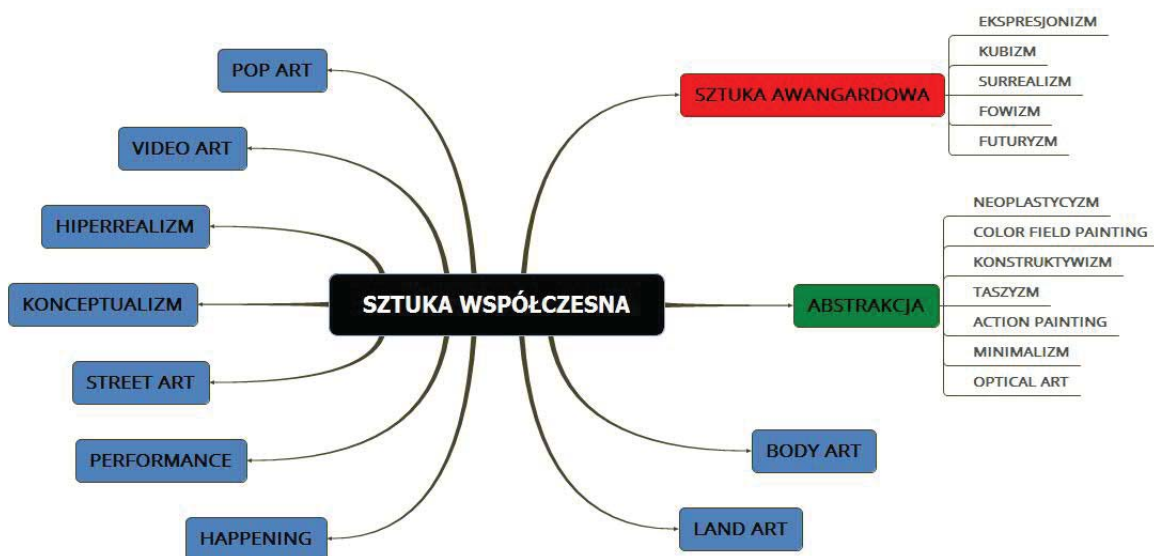 POP ART
VIDEO ART
HIPERREALIZM
KONCEPTUALIZM
STREET ART
PERFORMANCE
HAPPENING
SZTUKA WSPÓŁCZESNA
SZTUKA AWANGARDOWA
EKSPRESJONIZM
KUBIZM
SURREALIZM
FOWIZM
FUTURYZM
ABSTRAKCJA
NEOPLASTYCYZM
COLOR FIELD PAINTING
KONSTRUKTYWIZM
TASZYZM
ACTION PAINTING
MINIMALIZM
OPTICAL ART
BODY ART
LAND ART